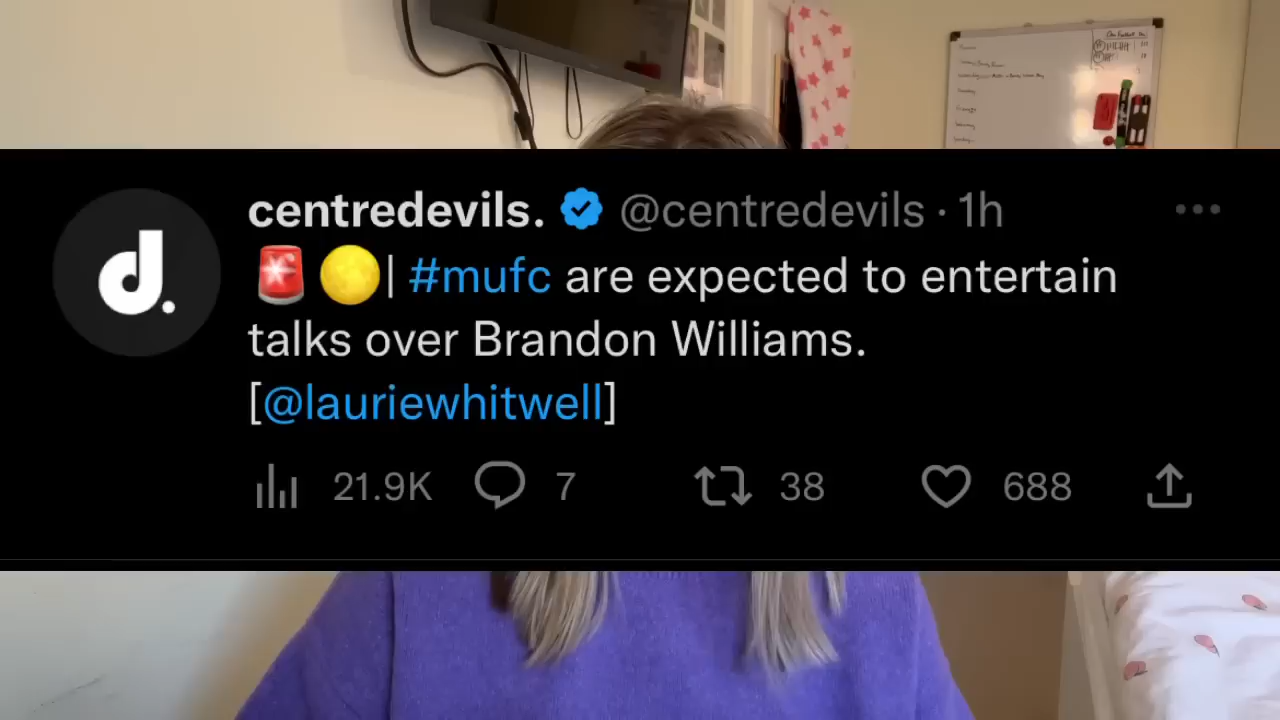 centredevils. @centredevils · 1h
🚨🌕| #mufc are expected to entertain
talks over Brandon Williams.
[@lauriewhitwell]
21.9K 7 38 688